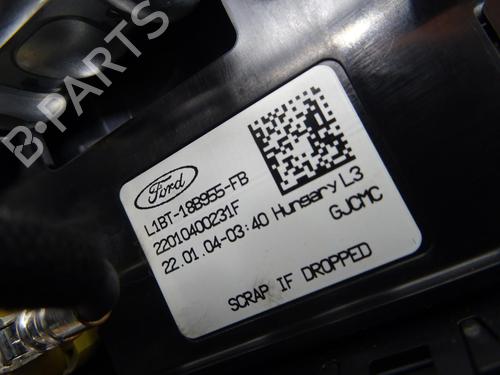 B-PARTS
Ford
L1BT-18B955-FB
22010400231F
22.01.04-03:40 Hungary L3
GJCMC
SCRAP IF DROPPED